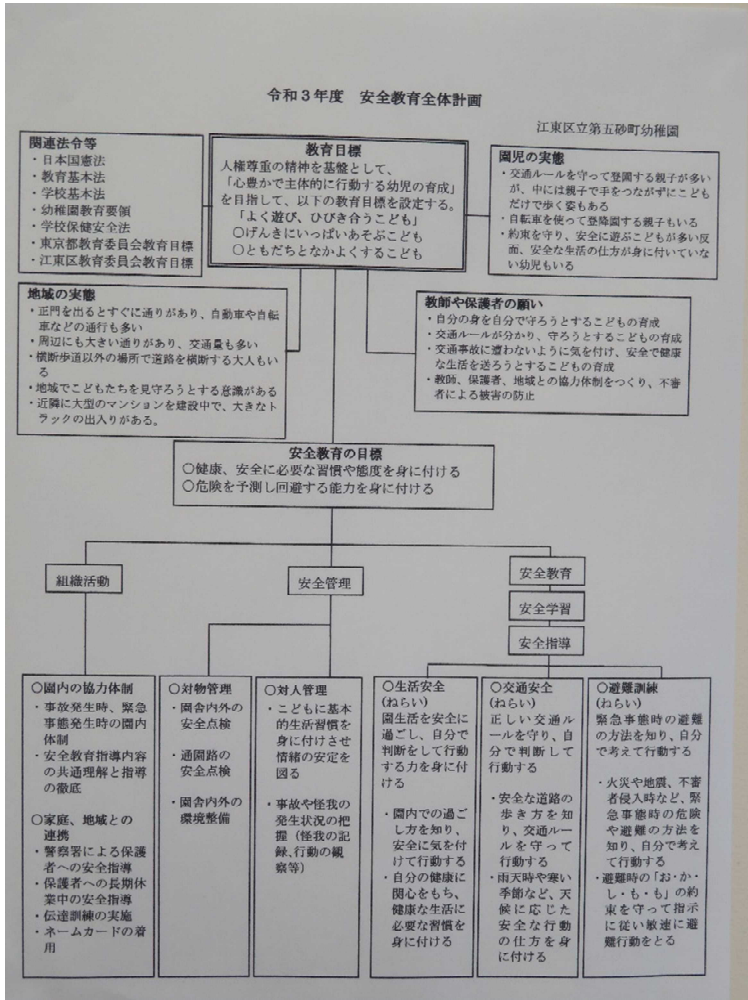 令和3年度　安全教育全体計画
江東区立第五砂町幼稚園
関連法令等
・日本国憲法
・教育基本法
・学校基本法
・幼稚園教育要領
・学校保健安全法
・東京都教育委員会教育目標
・江東区教育委員会教育目標
教育目標
人権尊重の精神を基盤として、
「心豊かで主体的に行動する幼児の育成」
を目指して、以下の教育目標を設定する。
「よく遊び、ひびき合うこども」
○げんきにいっぱいあそぶこども
○ともだちとなかよくするこども
園児の実態
・交通ルールを守って登園する親子が多い
が、中には親子で手をつながずにこども
だけで歩く姿もある
・自転車を使って登降園する親子もいる
・約束を守り、安全に遊ぶこどもが多い反
面、安全な生活の仕方が身に付いていな
い幼児もいる
地域の実態
・正門を出るとすぐに通りがあり、自動車や自転
車などの通行も多い
・周辺にも大きい通りがあり、交通量も多い
・横断歩道以外の場所で道路を横断する大人もい
る
・地域でこどもたちを見守ろうとする意識がある
・近隣に大型のマンションを建設中で、大きなト
ラックの出入りがある。
教師や保護者の願い
・自分の身を自分で守ろうとするこどもの育成
・交通ルールが分かり、守ろうとするこどもの育成
・交通事故に遭わないように気を付け、安全で健康
な生活を送ろうとするこどもの育成
・教師、保護者、地域との協力体制をつくり、不審
者による被害の防止
安全教育の目標
○健康、安全に必要な習慣や態度を身に付ける
○危険を予測し回避する能力を身に付ける
組織活動
安全管理
安全教育
安全学習
安全指導
○園内の協力体制
・事故発生時、緊急
事態発生時の園内
体制
・安全教育指導内容
の共通理解と指導
の徹底
○家庭、地域との
連携
・警察署による保護
者への安全指導
・保護者への長期休
業中の安全指導
・伝達訓練の実施
・ネームカードの着
用
○対物管理
・園舎内外の
安全点検
・通園路の
安全点検
・園舎内外の
環境整備
○対人管理
・こどもに基本
的生活習慣を
身に付けさせ
情緒の安定を
図る
・事故や怪我の
発生状況の把
握（怪我の記
録、行動の観
察等）
○生活安全
(ねらい)
園生活を安全に
過ごし、自分で
判断をして行動
する力を身に付
ける
・園内での過ご
し方を知り、
安全に気を付
けて行動する
・自分の健康に
関心をもち、
健康な生活に
必要な習慣を
身に付ける
○交通安全
(ねらい)
正しい交通ル
ールを守り、自
分で判断して
行動する
・安全な道路の
歩き方を知
り、交通ルー
ルを守って
行動する
・雨天時や寒い
季節など、天
候に応じた
安全な行動
の仕方を身
に付ける
○避難訓練
(ねらい)
緊急事態時の避難
の方法を知り、自分
で考えて行動する
・火災や地震、不審
者侵入時など、緊
急事態時の危険
や避難の方法を
知り、自分で考え
て行動する
・避難時の「お・か・
し・も・も」の約
束を守って指示
に従い敏速に避
難行動をとる